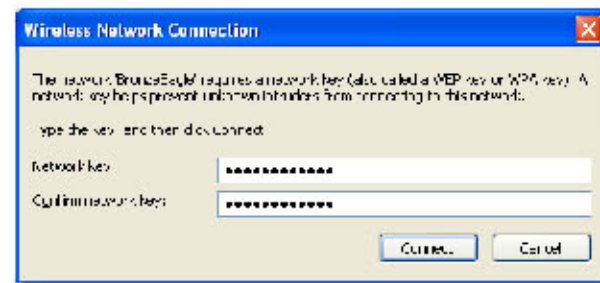 Wireless Network Connection
The network 'BronzeEagle' requires a network key (also called a WEP key or WPA key). A
network key helps prevent unknown intruders from connecting to this network.
Type the key, and then click Connect.
Network key:
Confirm network key:
Connect
Cancel